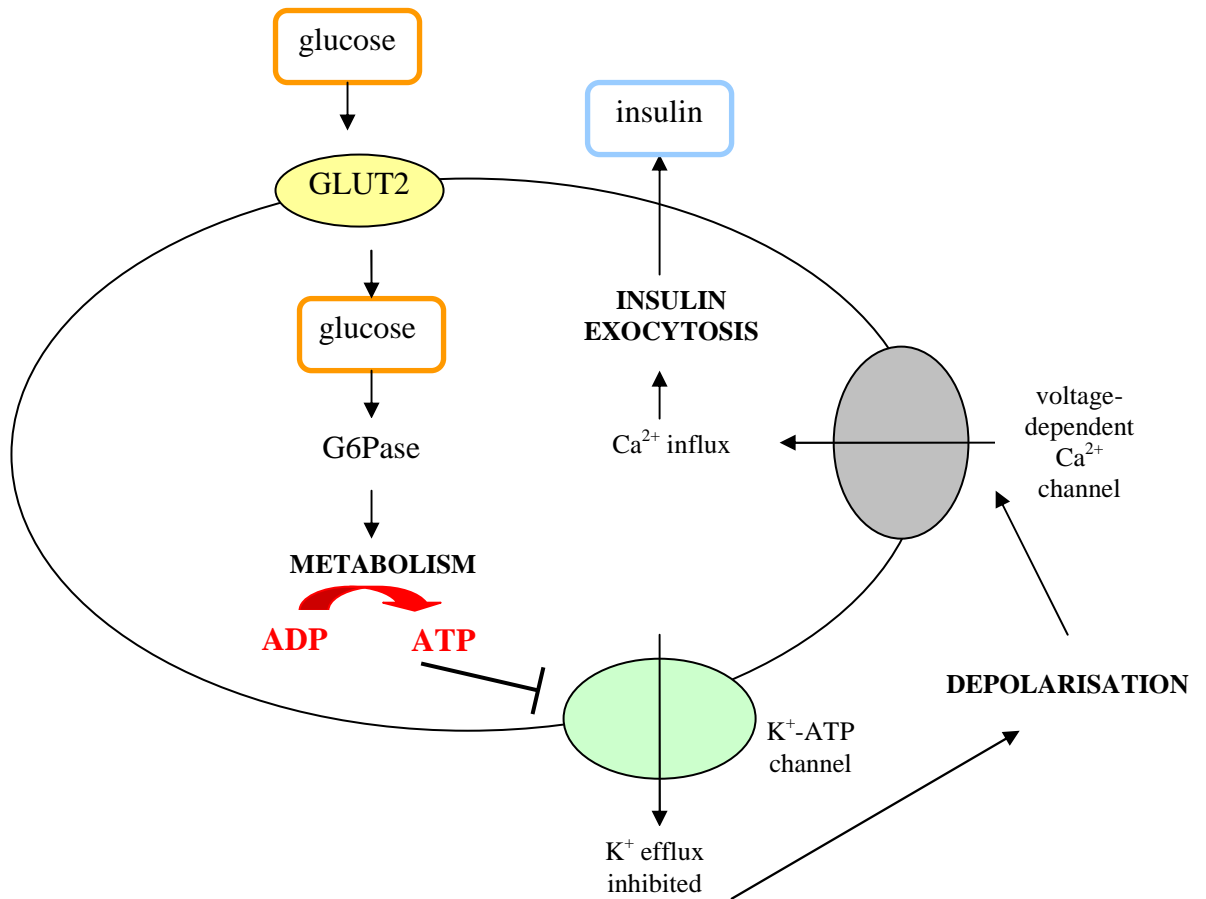 glucose
insulin
GLUT2
glucose
INSULIN
EXOCYTOSIS
voltage-
dependent
Ca²⁺
channel
G6Pase
Ca²⁺ influx
METABOLISM
ADP
ATP
DEPOLARISATION
K⁺-ATP
channel
K⁺ efflux
inhibited